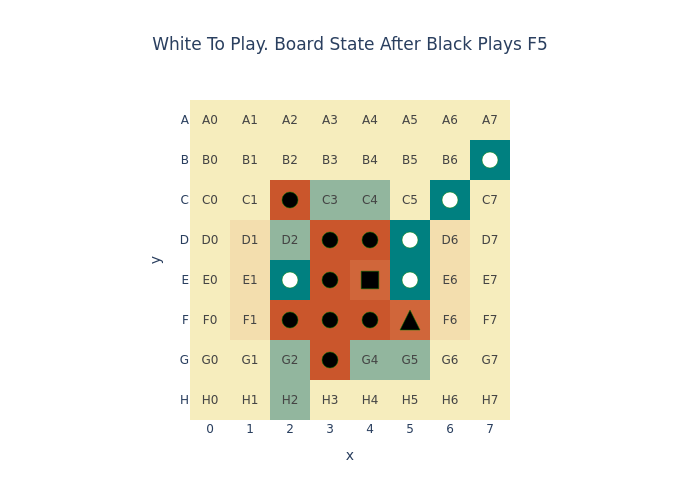 White To Play. Board State After Black Plays F5
A A0 A1 A2 A3 A4 A5 A6 A7
B B0 B1 B2 B3 B4 B5 B6
C C0 C1 C3 C4 C5 C7
D D0 D1 D2 D6 D7
E E0 E1 E6 E7
F F0 F1 F6 F7
G G0 G1 G2 G4 G5 G6 G7
H H0 H1 H2 H3 H4 H5 H6 H7
0 1 2 3 4 5 6 7
x
y